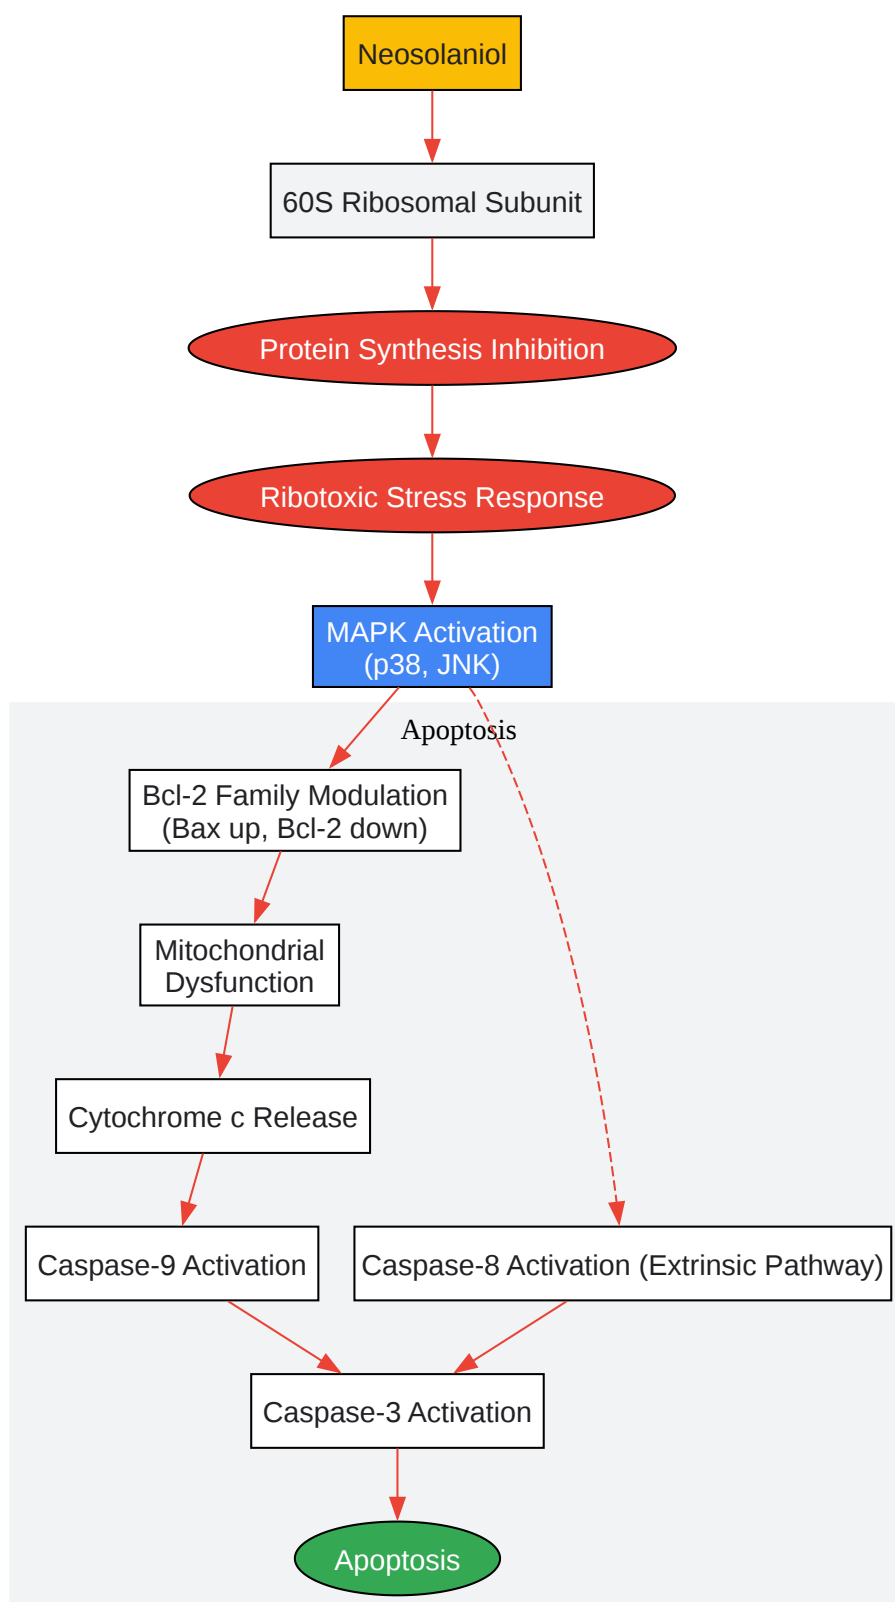 Neosolaniol
60S Ribosomal Subunit
Protein Synthesis Inhibition
Ribotoxic Stress Response
MAPK Activation
(p38, JNK)
Apoptosis
Bcl-2 Family Modulation
(Bax up, Bcl-2 down)
Mitochondrial
Dysfunction
Cytochrome c Release
Caspase-9 Activation
Caspase-8 Activation (Extrinsic Pathway)
Caspase-3 Activation
Apoptosis